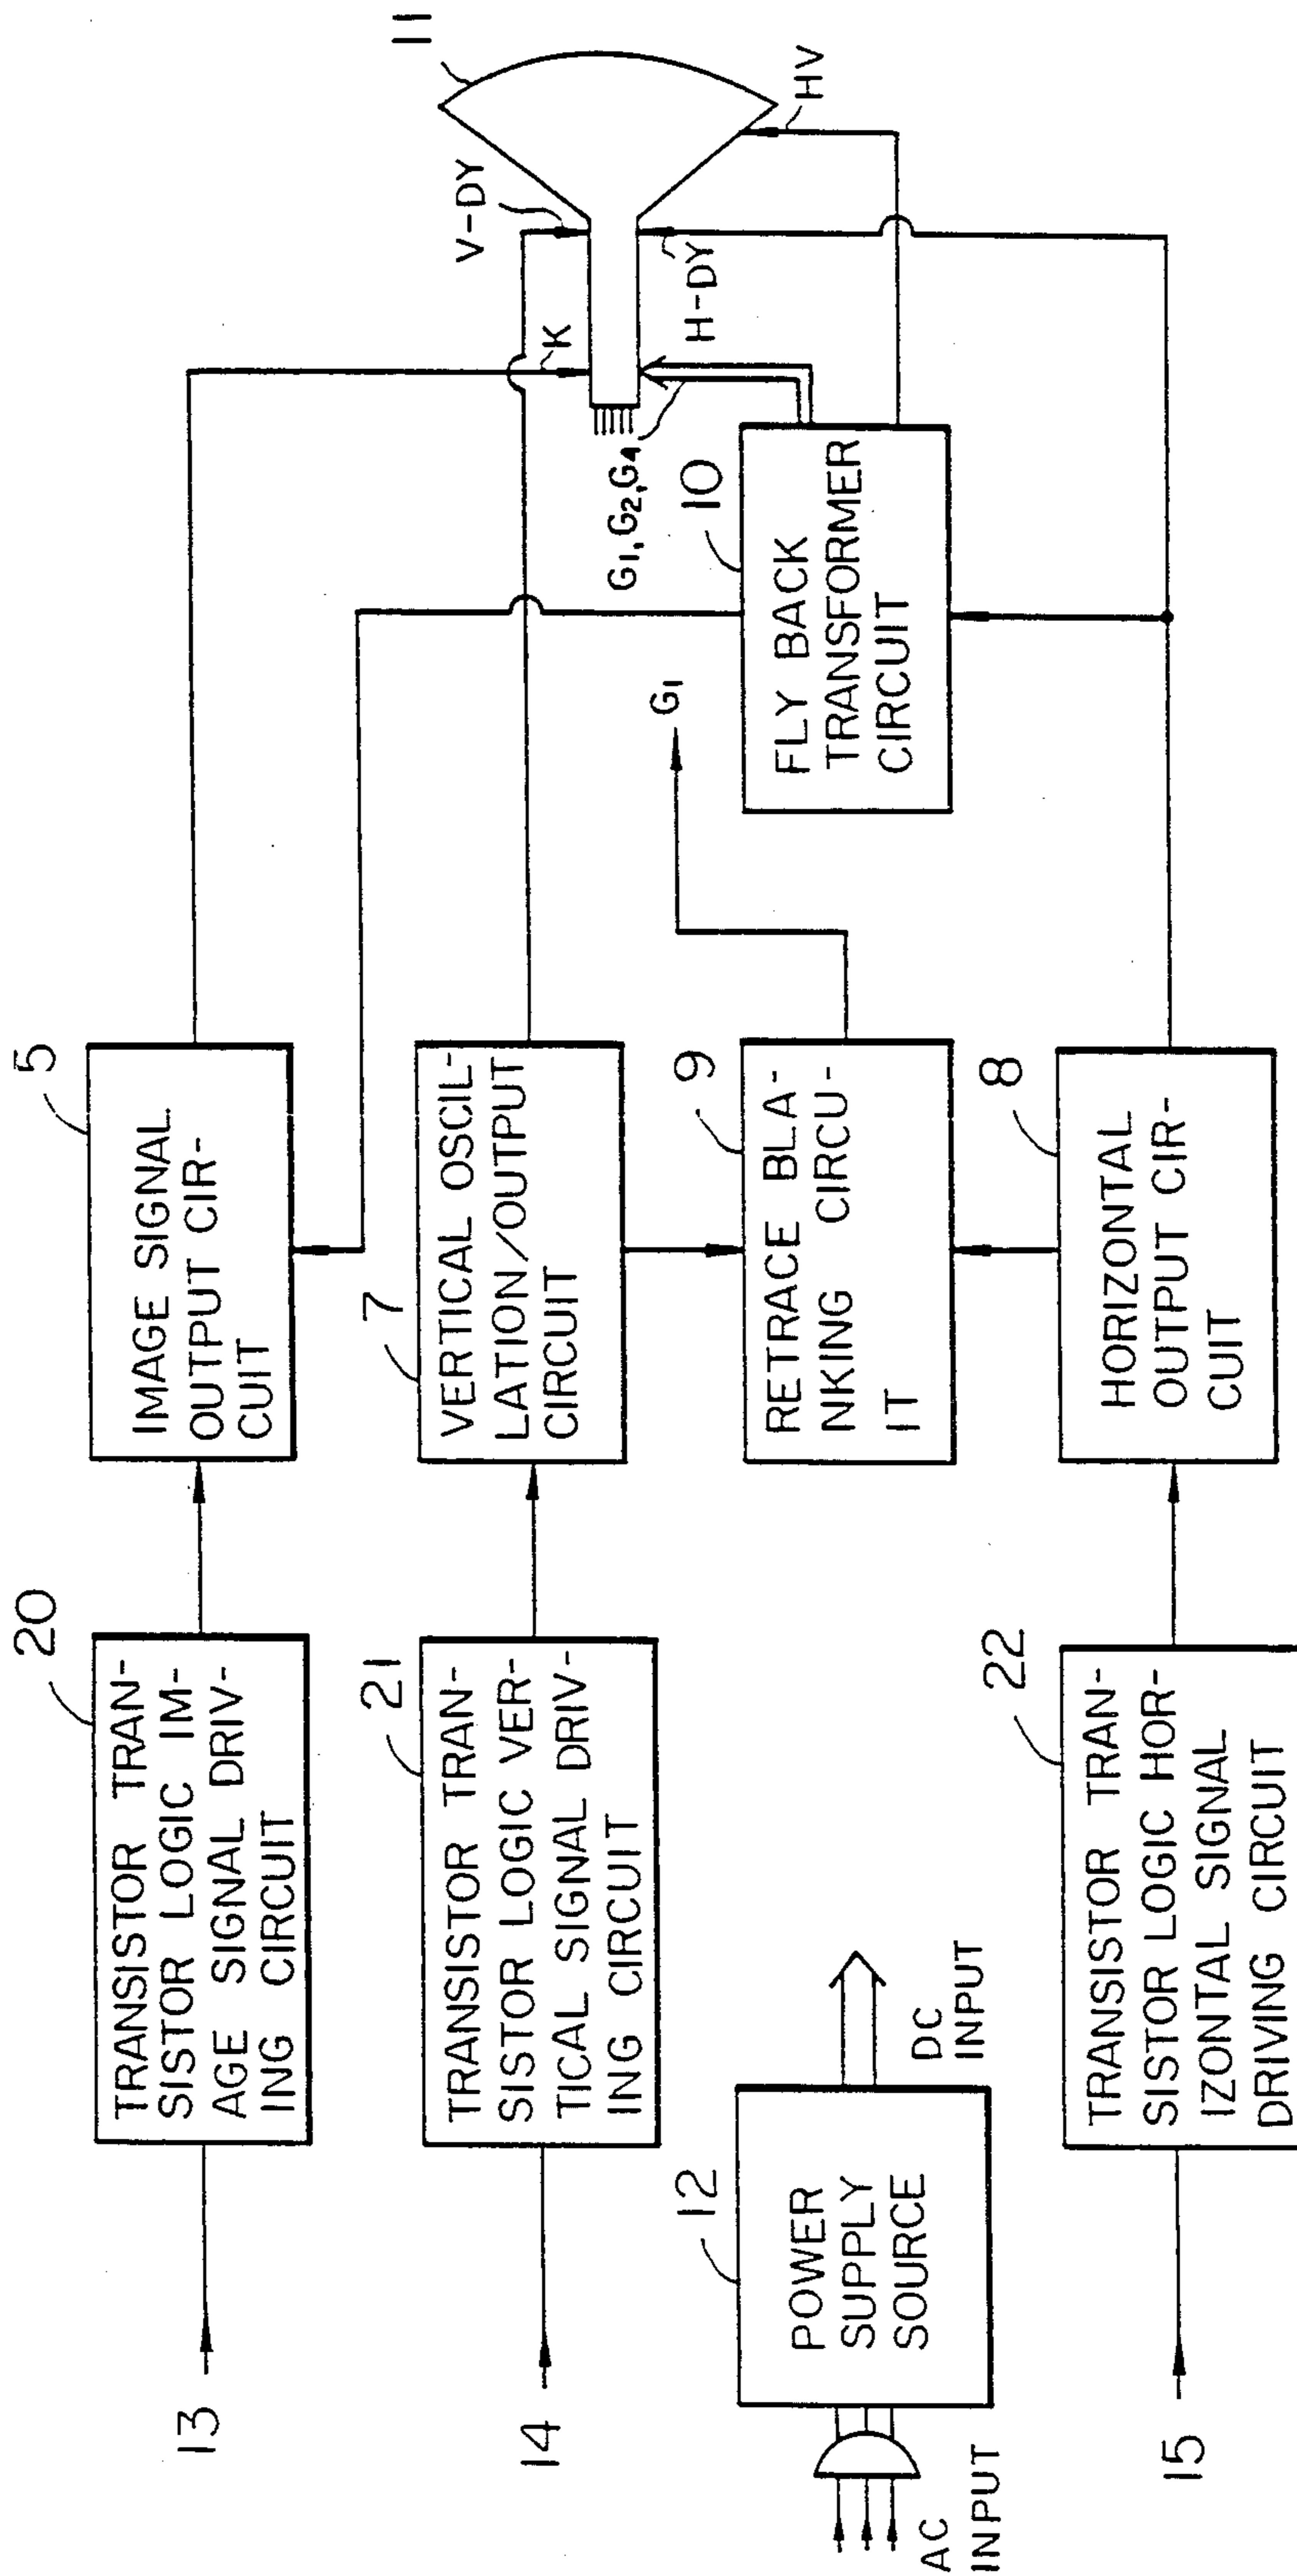 13
20
TRANSISTOR TRAN-
SISTOR LOGIC IM-
AGE SIGNAL DRIV-
ING CIRCUIT
5
IMAGE SIGNAL
OUTPUT CIR-
CUIT
14
21
TRANSISTOR TRAN-
SISTOR LOGIC VER-
TICAL SIGNAL DRIV-
ING CIRCUIT
7
VERTICAL OSCIL-
LATION/OUTPUT
CIRCUIT
K
V-DY
11
G1, G2, G4
H-DY
HV
AC
INPUT
12
POWER
SUPPLY
SOURCE
DC
INPUT
9
RETRACE BLA-
NKING CIRCU-
IT
G1
10
FLY BACK
TRANSFORMER
CIRCUIT
15
22
TRANSISTOR TRAN-
SISTOR LOGIC HOR-
IZONTAL SIGNAL
DRIVING CIRCUIT
8
HORIZONTAL
OUTPUT CIR-
CUIT